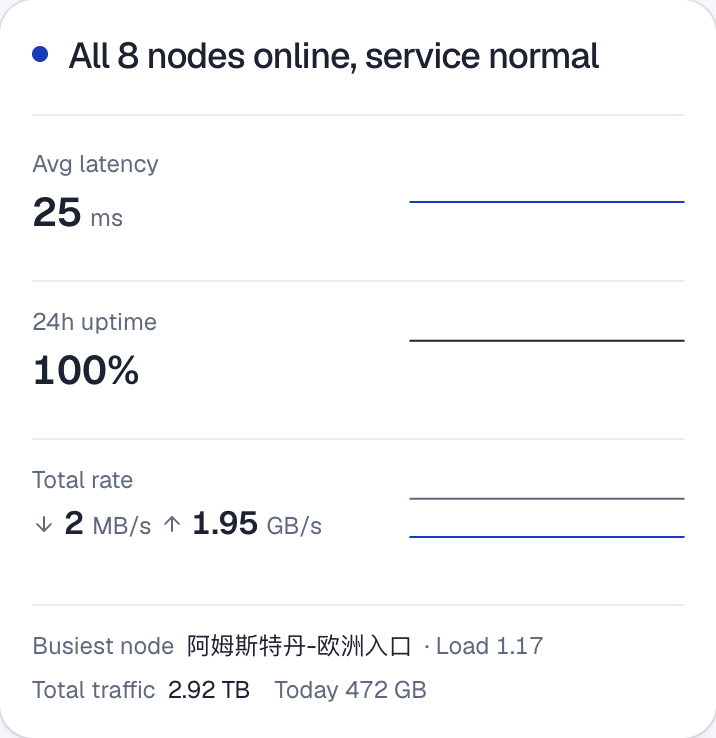 All 8 nodes online, service normal
Avg latency
25 ms
24h uptime
100%
Total rate
↓ 2 MB/s ↑ 1.95 GB/s
Busiest node 阿姆斯特丹-欧洲入口 · Load 1.17
Total traffic 2.92 TB Today 472 GB